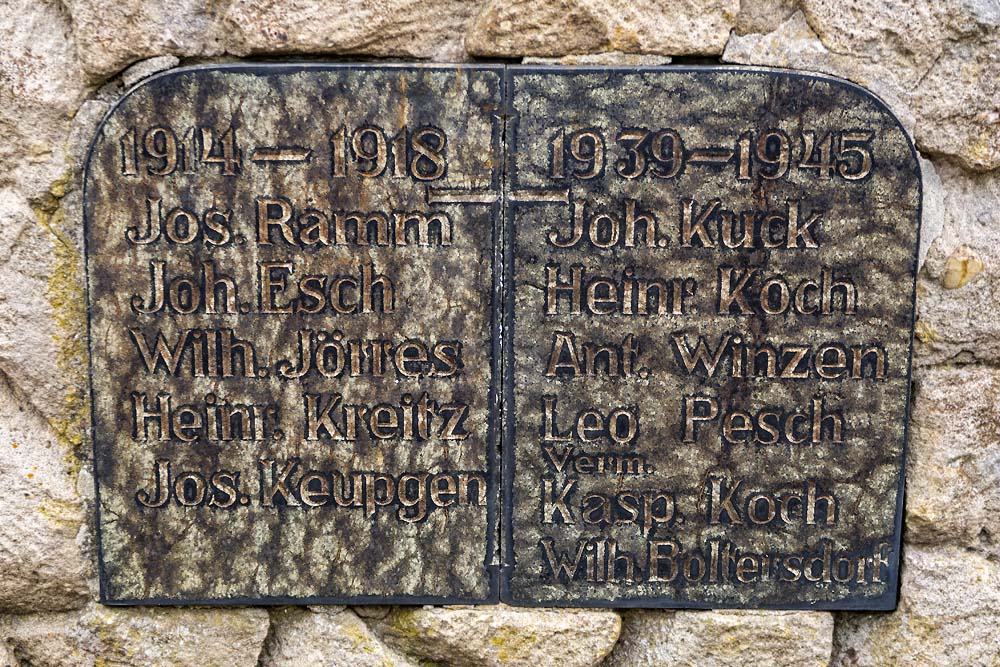 1914–1918
Jos. Ramm
Joh. Esch
Wilh. Jörres
Heinr. Kreitz
Jos. Keupgen
1939–1945
Joh. Kuck
Heinr. Koch
Ant. Winzen
Leo Pesch
Verm.
Kasp. Koch
Wilh. Boltersdorf